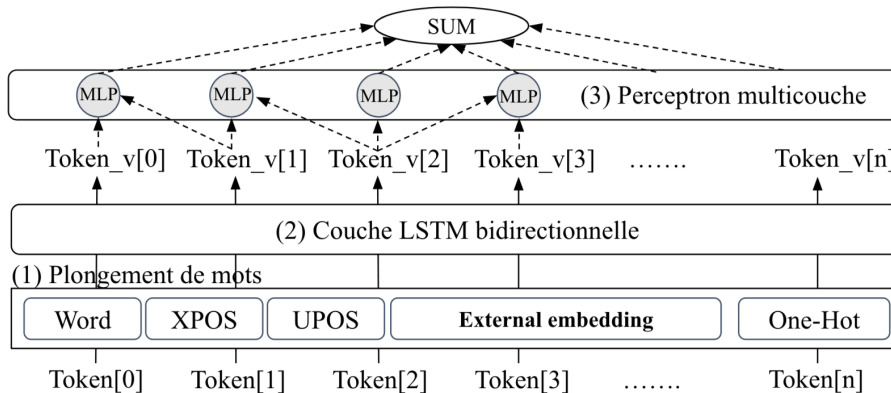 SUM
MLP MLP MLP MLP (3) Perceptron multicouche
Token_v[0] Token_v[1] Token_v[2] Token_v[3] ....... Token_v[n]
(2) Couche LSTM bidirectionnelle
(1) Plongement de mots
Word XPOS UPOS External embedding One-Hot
Token[0] Token[1] Token[2] Token[3] ....... Token[n]